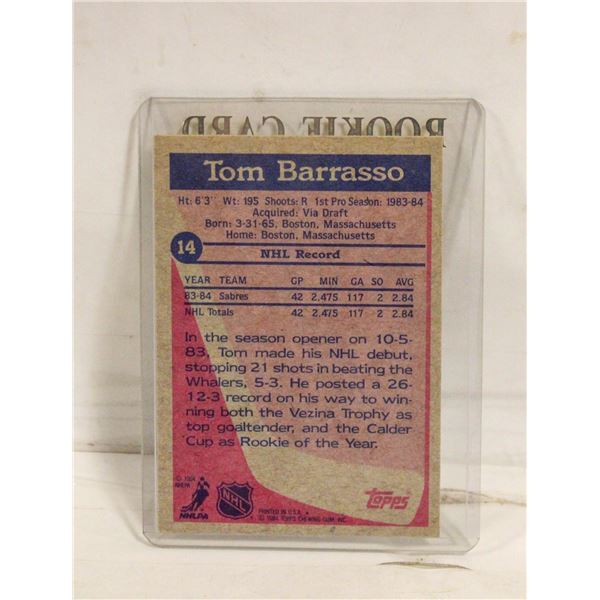 ROOKIE CARD
Tom Barrasso
Ht: 6'3" Wt: 195 Shoots: R 1st Pro Season: 1983-84
Acquired: Via Draft
Born: 3-31-65, Boston, Massachusetts
Home: Boston, Massachusetts
14
NHL Record
YEAR TEAM GP MIN GA SO AVG
83-84 Sabres 42 2,475 117 2 2.84
NHL Totals 42 2,475 117 2 2.84
In the season opener on 10-5-
83, Tom made his NHL debut,
stopping 21 shots in beating the
Whalers, 5-3. He posted a 26-
12-3 record on his way to win-
ning both the Vezina Trophy as
top goaltender, and the Calder
Cup as Rookie of the Year.
© 1984
NHLPA
NHLPA
NHL
topps
PRINTED IN U.S.A.
© 1984 TOPPS CHEWING GUM, INC.